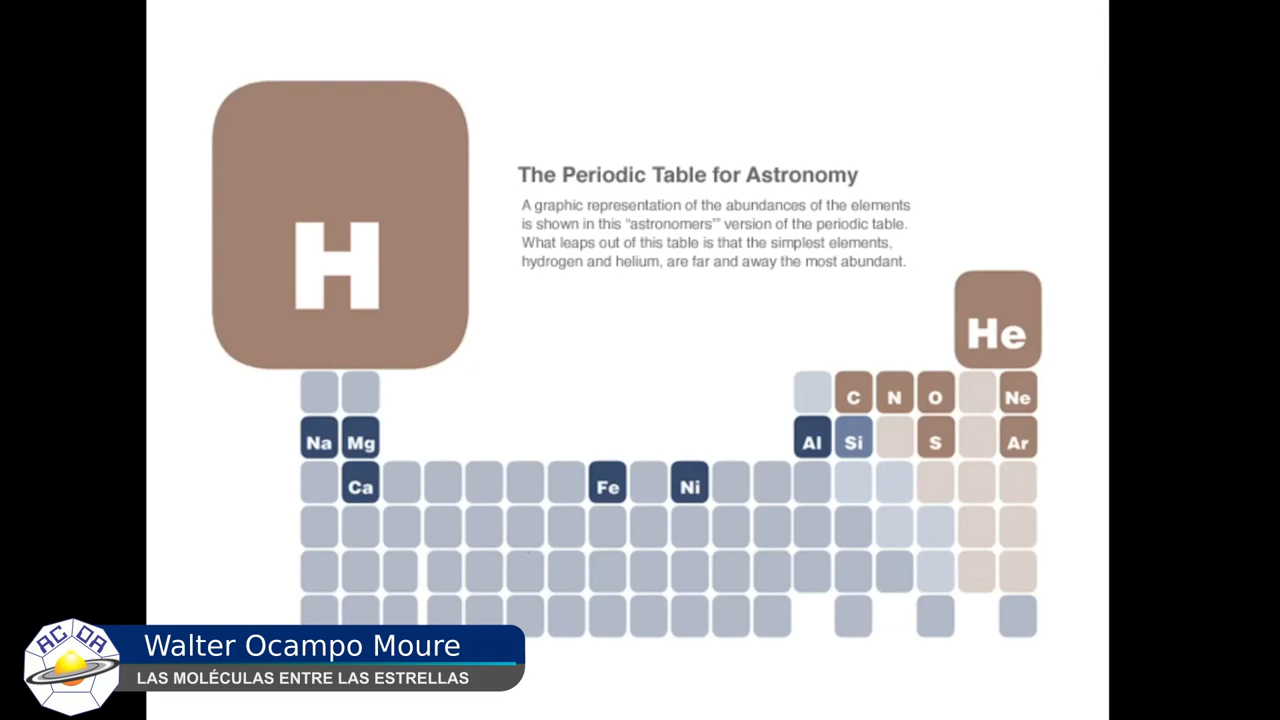 The Periodic Table for Astronomy
A graphic representation of the abundances of the elements
is shown in this “astronomers’” version of the periodic table.
What leaps out of this table is that the simplest elements,
hydrogen and helium, are far and away the most abundant.
H
He
C N O Ne
Na Mg Al Si S Ar
Ca Fe Ni
ACDA
Walter Ocampo Moure
LAS MOLÉCULAS ENTRE LAS ESTRELLAS